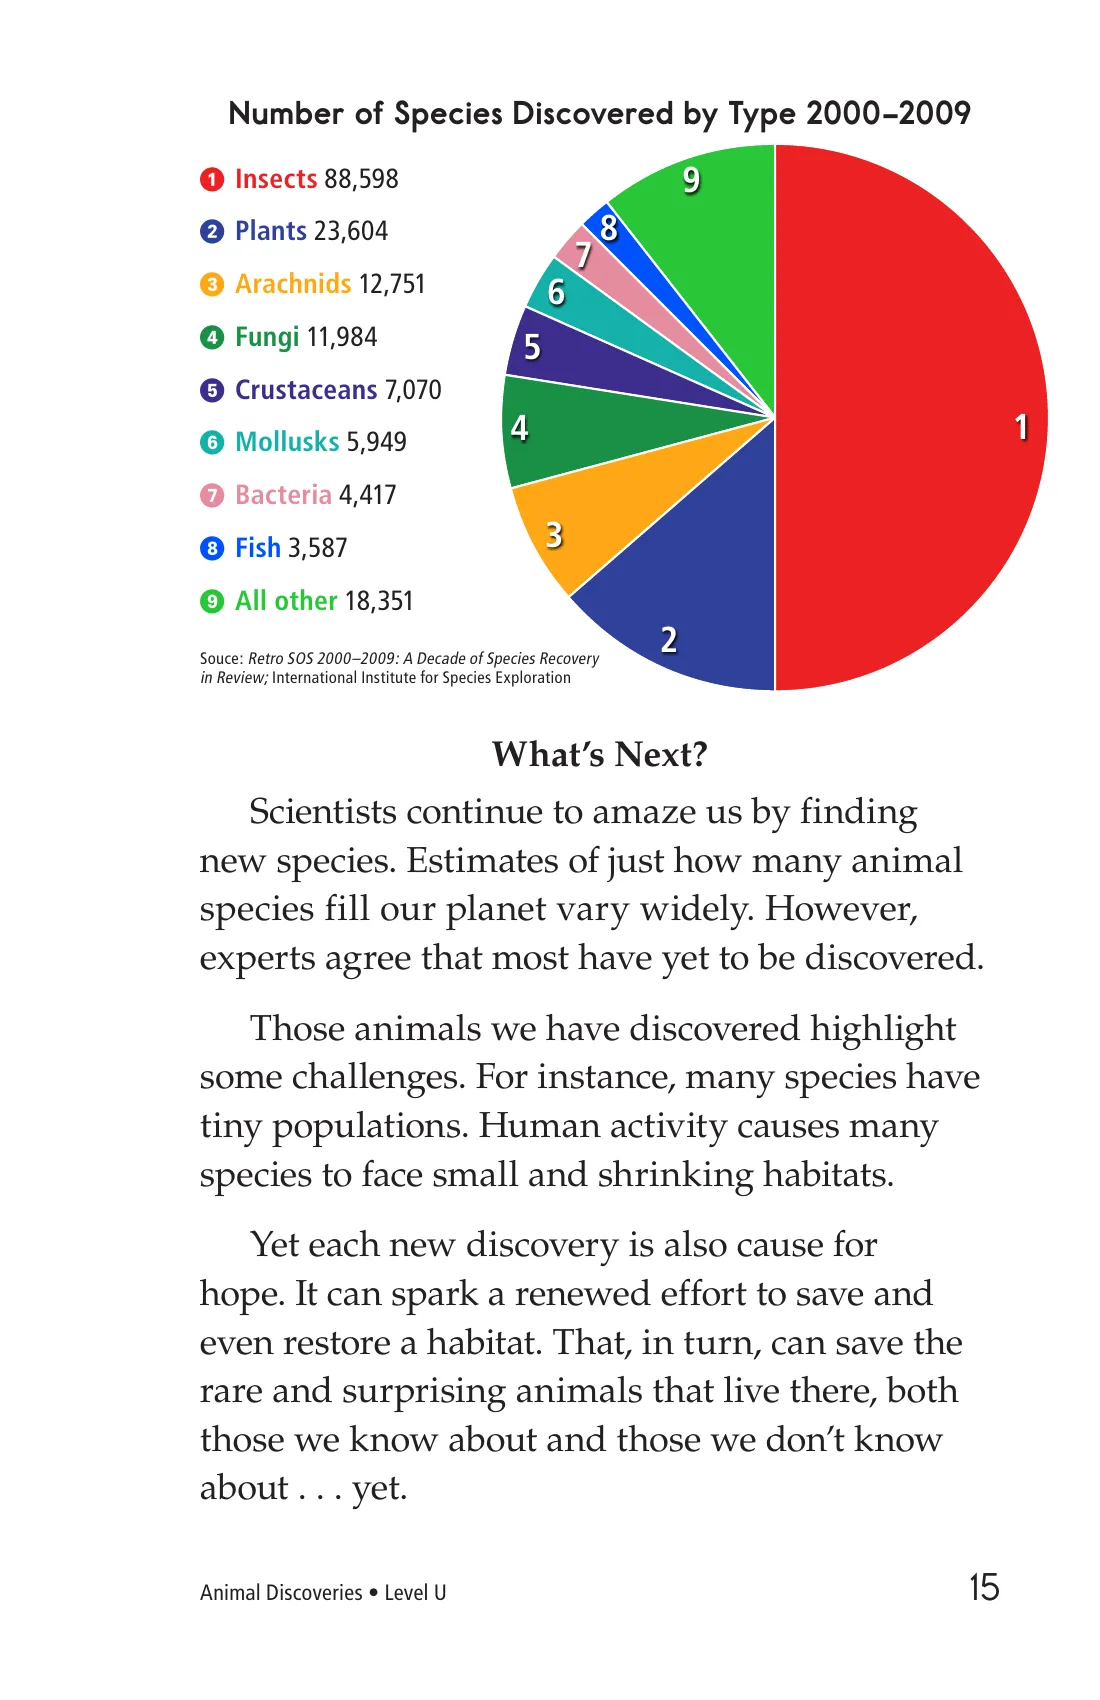 Number of Species Discovered by Type 2000–2009
1 Insects 88,598
2 Plants 23,604
3 Arachnids 12,751
4 Fungi 11,984
5 Crustaceans 7,070
6 Mollusks 5,949
7 Bacteria 4,417
8 Fish 3,587
9 All other 18,351
1
2
3
4
5
6
7
8
9
Souce: Retro SOS 2000–2009: A Decade of Species Recovery
in Review; International Institute for Species Exploration
What’s Next?
Scientists continue to amaze us by finding
new species. Estimates of just how many animal
species fill our planet vary widely. However,
experts agree that most have yet to be discovered.
Those animals we have discovered highlight
some challenges. For instance, many species have
tiny populations. Human activity causes many
species to face small and shrinking habitats.
Yet each new discovery is also cause for
hope. It can spark a renewed effort to save and
even restore a habitat. That, in turn, can save the
rare and surprising animals that live there, both
those we know about and those we don’t know
about . . . yet.
Animal Discoveries • Level U
15